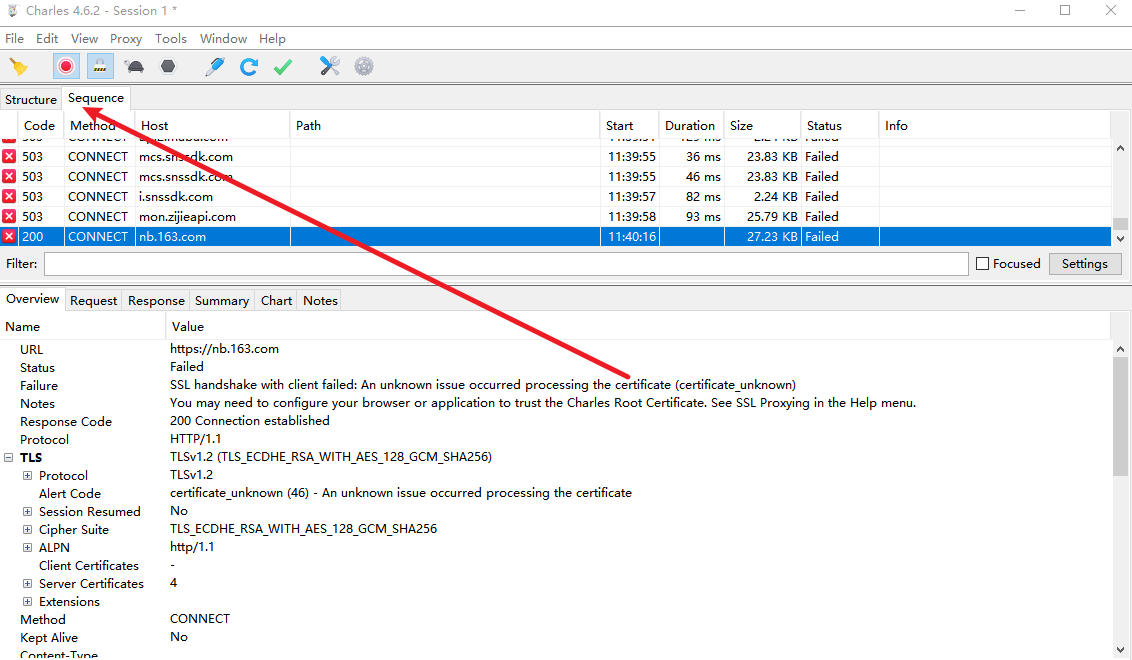 Charles 4.6.2 - Session 1 *
File Edit View Proxy Tools Window Help
Structure Sequence
Code Method Host Path Start Duration Size Status Info
503 CONNECT mcs.snssdk.com 11:39:55 36 ms 23.83 KB Failed
503 CONNECT mcs.snssdk.com 11:39:55 46 ms 23.83 KB Failed
503 CONNECT i.snssdk.com 11:39:57 82 ms 2.24 KB Failed
503 CONNECT mon.zijieapi.com 11:39:58 93 ms 25.79 KB Failed
200 CONNECT nb.163.com 11:40:16 27.23 KB Failed
Filter: Focused Settings
Overview Request Response Summary Chart Notes
Name Value
URL https://nb.163.com
Status Failed
Failure SSL handshake with client failed: An unknown issue occurred processing the certificate (certificate_unknown)
Notes You may need to configure your browser or application to trust the Charles Root Certificate. See SSL Proxying in the Help menu.
Response Code 200 Connection established
Protocol HTTP/1.1
TLS TLSv1.2 (TLS_ECDHE_RSA_WITH_AES_128_GCM_SHA256)
Protocol TLSv1.2
Alert Code certificate_unknown (46) - An unknown issue occurred processing the certificate
Session Resumed No
Cipher Suite TLS_ECDHE_RSA_WITH_AES_128_GCM_SHA256
ALPN http/1.1
Client Certificates -
Server Certificates 4
Extensions
Method CONNECT
Kept Alive No
Content-Type